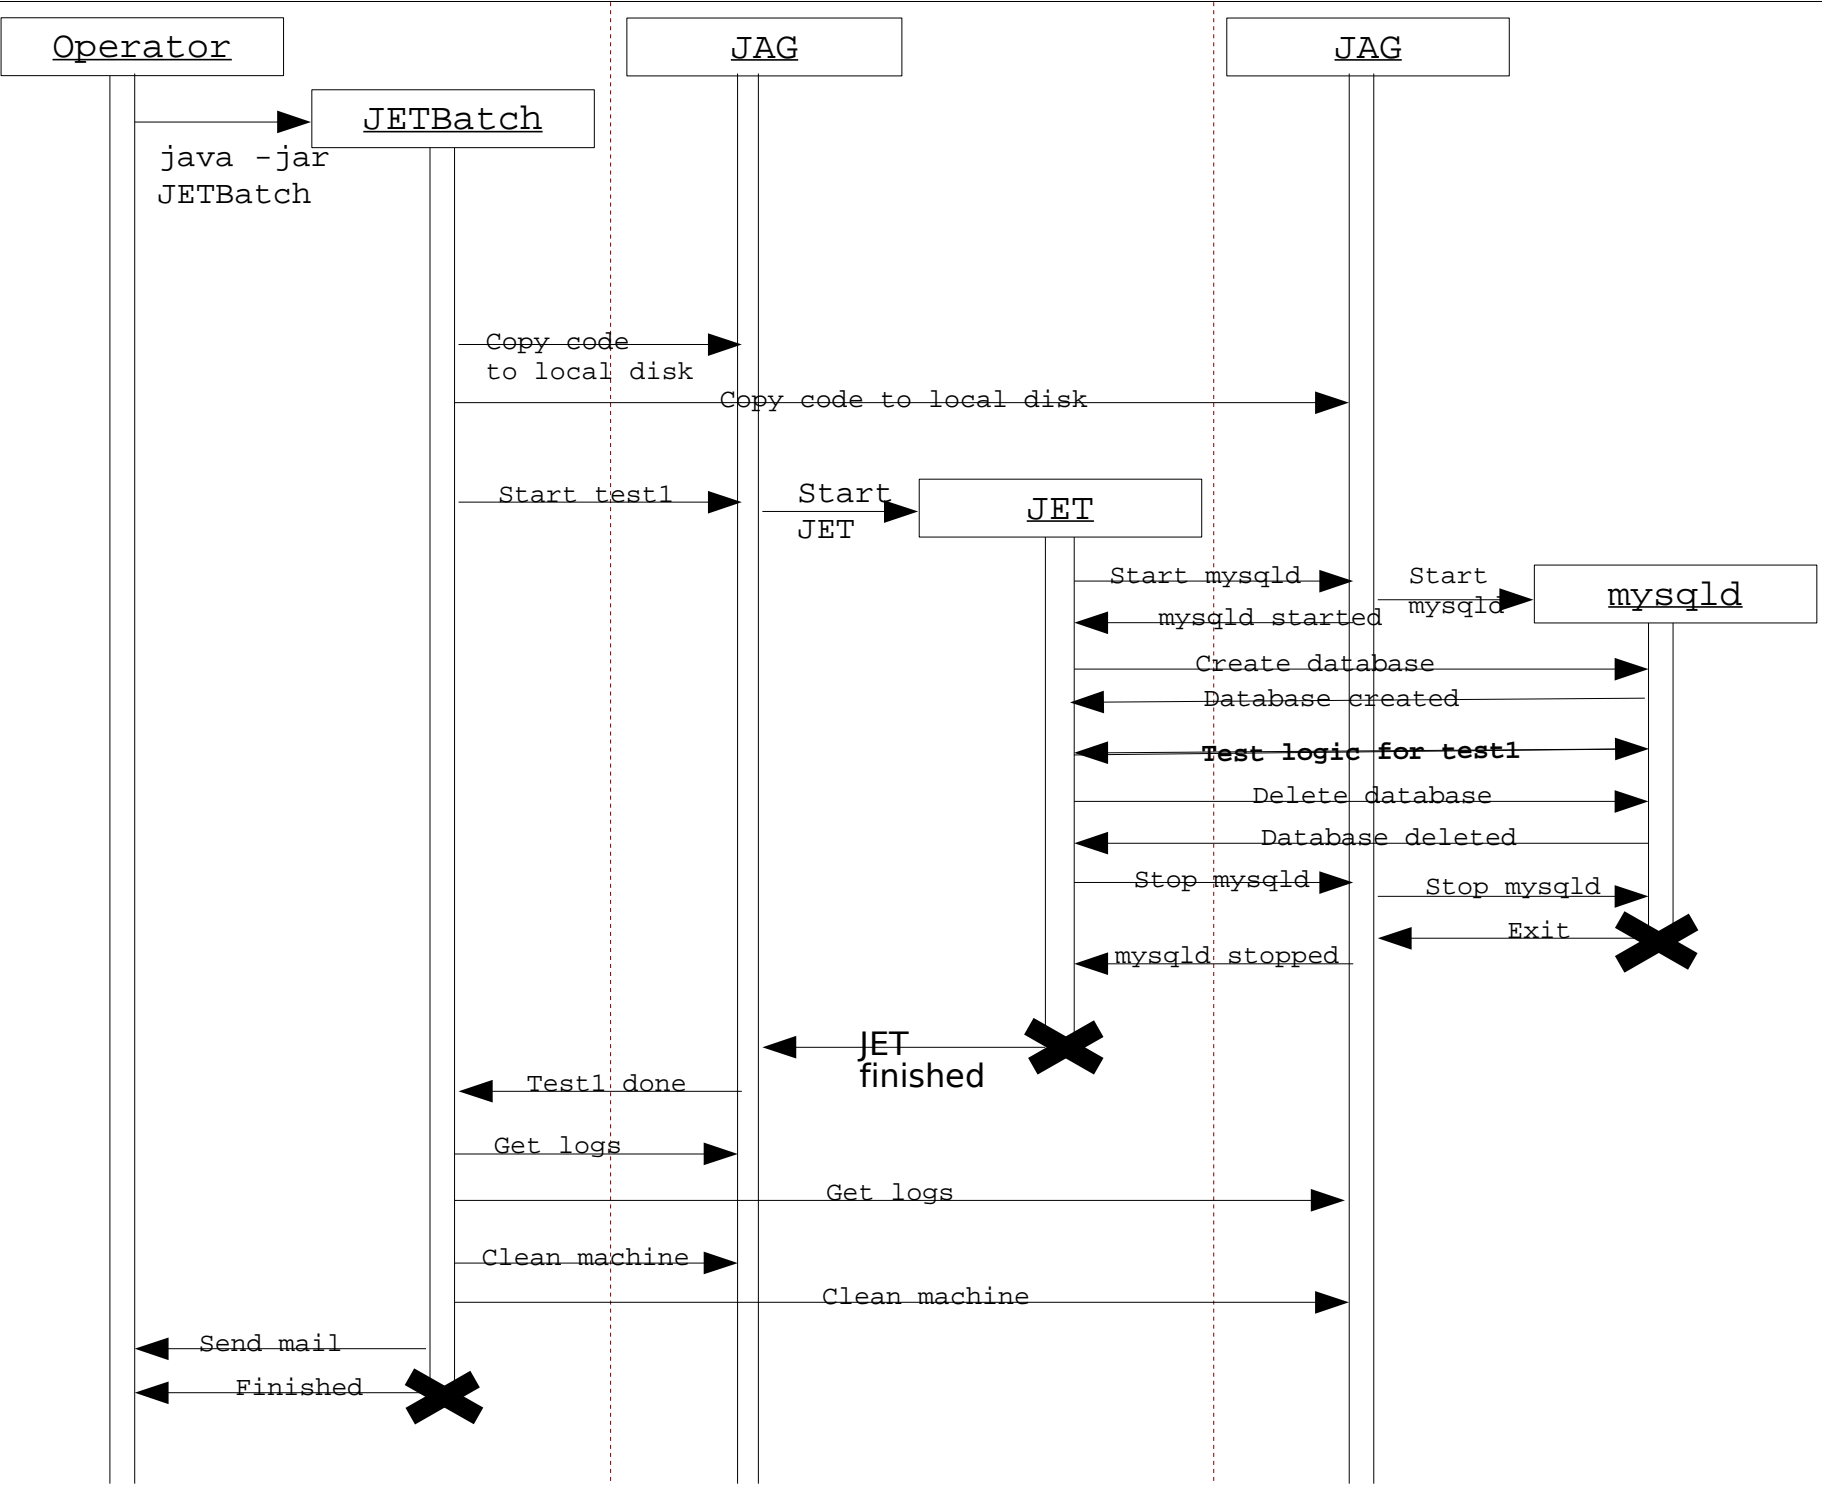 Operator
JAG
JAG
JETBatch
java -jar
JETBatch
Copy code
to local disk
Copy code to local disk
Start test1
Start
JET
JET
Start mysqld
Start
mysqld
mysqld
mysqld started
Create database
Database created
Test logic for test1
Delete database
Database deleted
Stop mysqld
Stop mysqld
Exit
mysqld stopped
JET
finished
Test1 done
Get logs
Get logs
Clean machine
Clean machine
Send mail
Finished